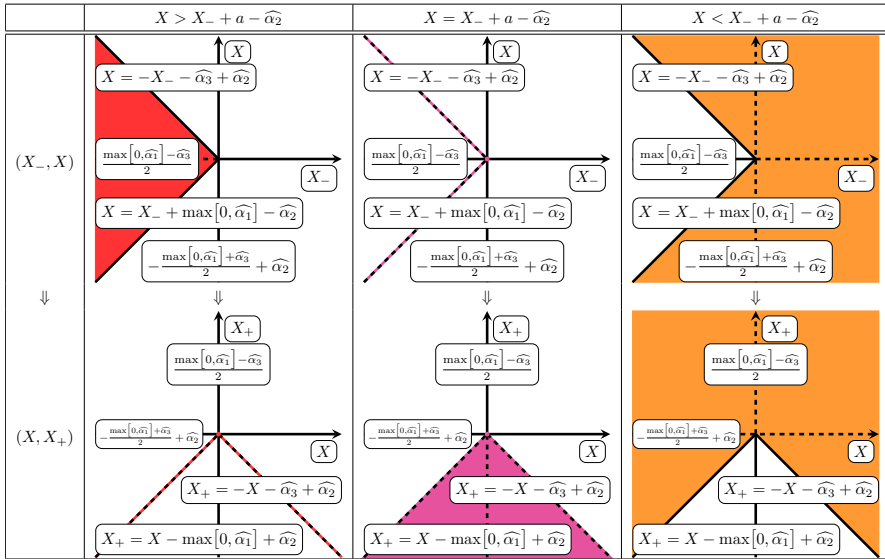 X > X_- + a - \widehat{α_2}
X = X_- + a - \widehat{α_2}
X < X_- + a - \widehat{α_2}
(X_-, X)
X
X = -X_- - \widehat{α_3} + \widehat{α_2}
\frac{max[0,\widehat{α_1}]-\widehat{α_3}}{2}
X_-
X = X_- + max[0, \widehat{α_1}] - \widehat{α_2}
-\frac{max[0,\widehat{α_1}]+\widehat{α_3}}{2} + \widehat{α_2}
X
X = -X_- - \widehat{α_3} + \widehat{α_2}
\frac{max[0,\widehat{α_1}]-\widehat{α_3}}{2}
X_-
X = X_- + max[0, \widehat{α_1}] - \widehat{α_2}
-\frac{max[0,\widehat{α_1}]+\widehat{α_3}}{2} + \widehat{α_2}
X
X = -X_- - \widehat{α_3} + \widehat{α_2}
\frac{max[0,\widehat{α_1}]-\widehat{α_3}}{2}
X_-
X = X_- + max[0, \widehat{α_1}] - \widehat{α_2}
-\frac{max[0,\widehat{α_1}]+\widehat{α_3}}{2} + \widehat{α_2}
⇓ ⇓ ⇓ ⇓
(X, X_+)
X_+
\frac{max[0,\widehat{α_1}]-\widehat{α_3}}{2}
-\frac{max[0,\widehat{α_1}]+\widehat{α_3}}{2} + \widehat{α_2}
X
X_+ = -X - \widehat{α_3} + \widehat{α_2}
X_+ = X - max[0, \widehat{α_1}] + \widehat{α_2}
X_+
\frac{max[0,\widehat{α_1}]-\widehat{α_3}}{2}
-\frac{max[0,\widehat{α_1}]+\widehat{α_3}}{2} + \widehat{α_2}
X
X_+ = -X - \widehat{α_3} + \widehat{α_2}
X_+ = X - max[0, \widehat{α_1}] + \widehat{α_2}
X_+
\frac{max[0,\widehat{α_1}]-\widehat{α_3}}{2}
-\frac{max[0,\widehat{α_1}]+\widehat{α_3}}{2} + \widehat{α_2}
X
X_+ = -X - \widehat{α_3} + \widehat{α_2}
X_+ = X - max[0, \widehat{α_1}] + \widehat{α_2}